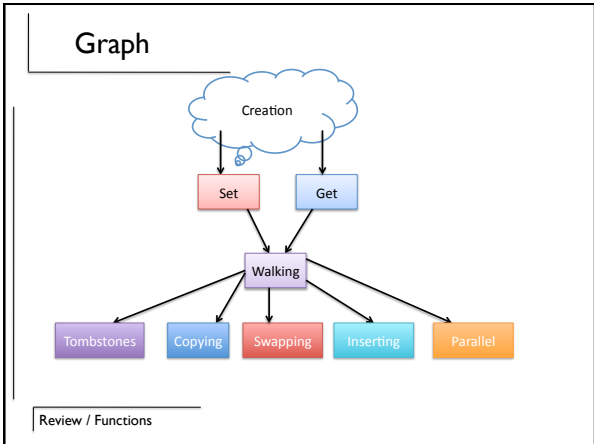 Graph
Creation
Set
Get
Walking
Tombstones
Copying
Swapping
Inserting
Parallel
Review / Functions